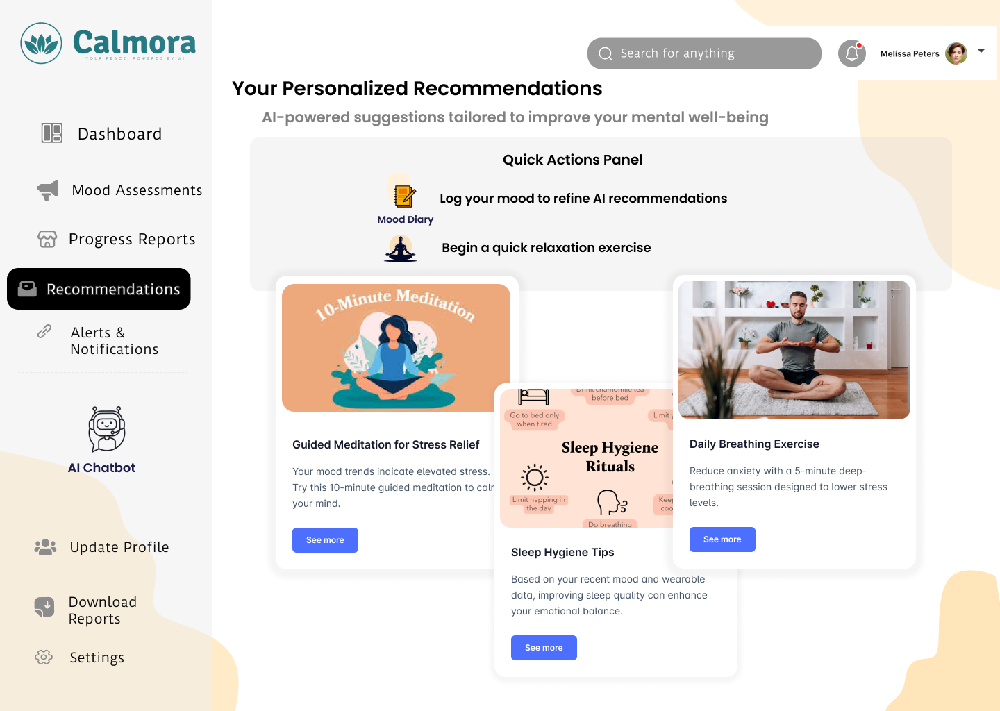 Calmora
YOUR PEACE, POWERED BY AI
Search for anything
Melissa Peters
Your Personalized Recommendations
AI-powered suggestions tailored to improve your mental well-being
Dashboard
Mood Assessments
Progress Reports
Recommendations
Alerts &
Notifications
AI Chatbot
Update Profile
Download
Reports
Settings
Quick Actions Panel
Log your mood to refine AI recommendations
Mood Diary
Begin a quick relaxation exercise
10-Minute Meditation
Guided Meditation for Stress Relief
Your mood trends indicate elevated stress.
Try this 10-minute guided meditation to
your mind.
See more
Drink chamomile tea
before bed
Go to bed only
when tired
Limit
Sleep Hygiene
Rituals
Limit napping in
the day
Keep
Do breathing
Sleep Hygiene Tips
Based on your recent mood and wearable
data, improving sleep quality can enhance
your emotional balance.
See more
Daily Breathing Exercise
Reduce anxiety with a 5-minute deep-
breathing session designed to lower stress
levels.
See more